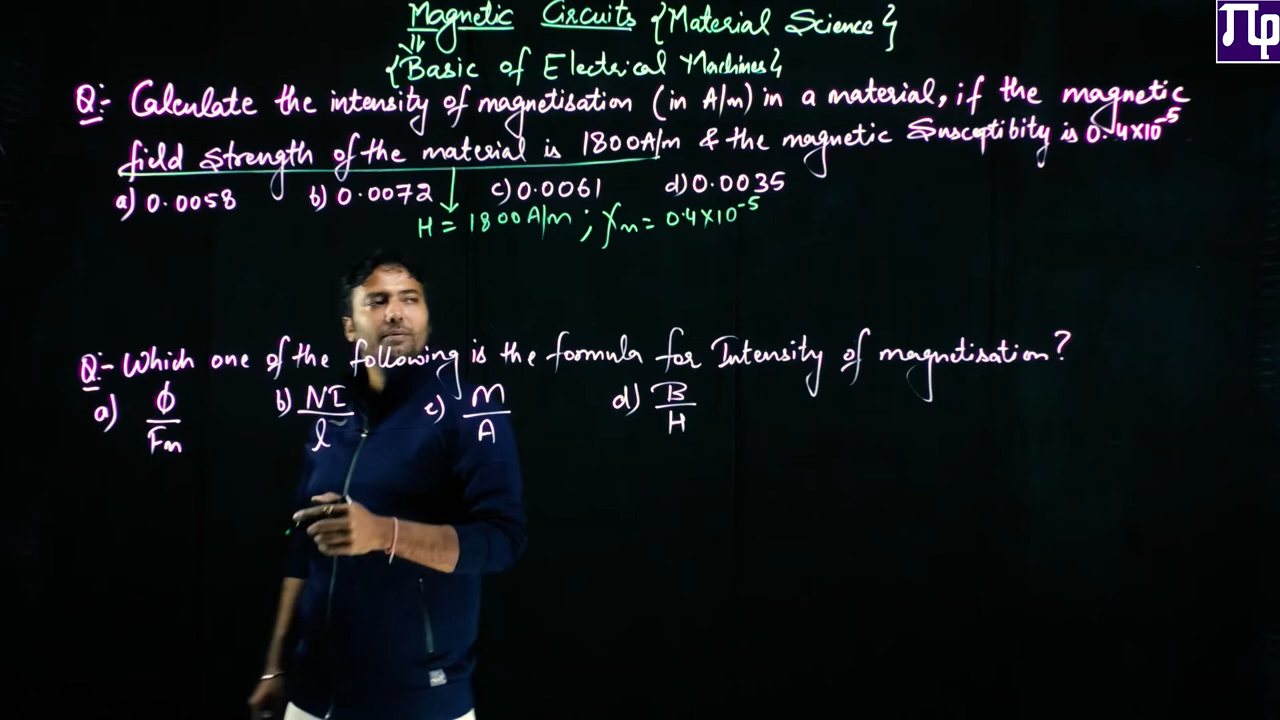 Magnetic Circuits {Material Science}
{Basic of Electrical Machines}
Q:- Calculate the intensity of magnetisation (in A/m) in a material, if the magnetic
field strength of the material is 1800A/m & the magnetic Susceptibity is 0.4×10⁻⁵
a) 0.0058 b) 0.0072 c) 0.0061 d) 0.0035
H = 1800 A/m ; χm = 0.4×10⁻⁵
Q:- Which one of the following is the formula for Intensity of magnetisation?
a) Φ/Fm b) NI/l c) m/A d) B/H
πφ